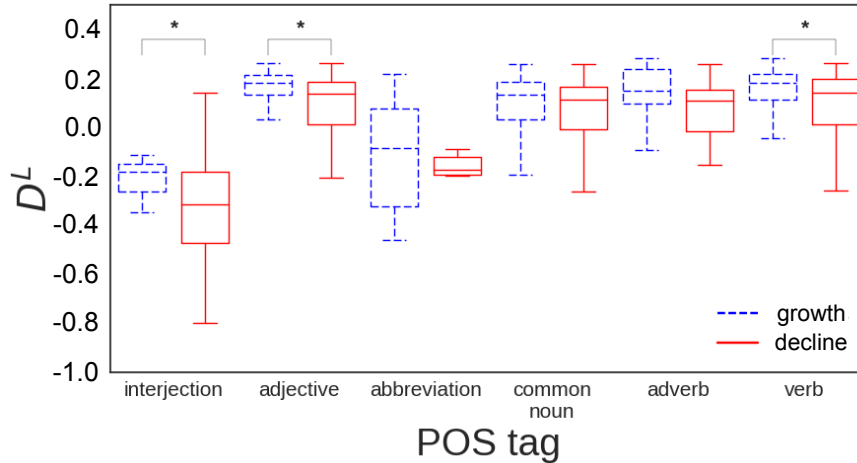 * * *
0.4
0.2
0.0
-0.2
-0.4
-0.6
-0.8
-1.0
D^L
growth
decline
interjection adjective abbreviation common noun adverb verb
POS tag